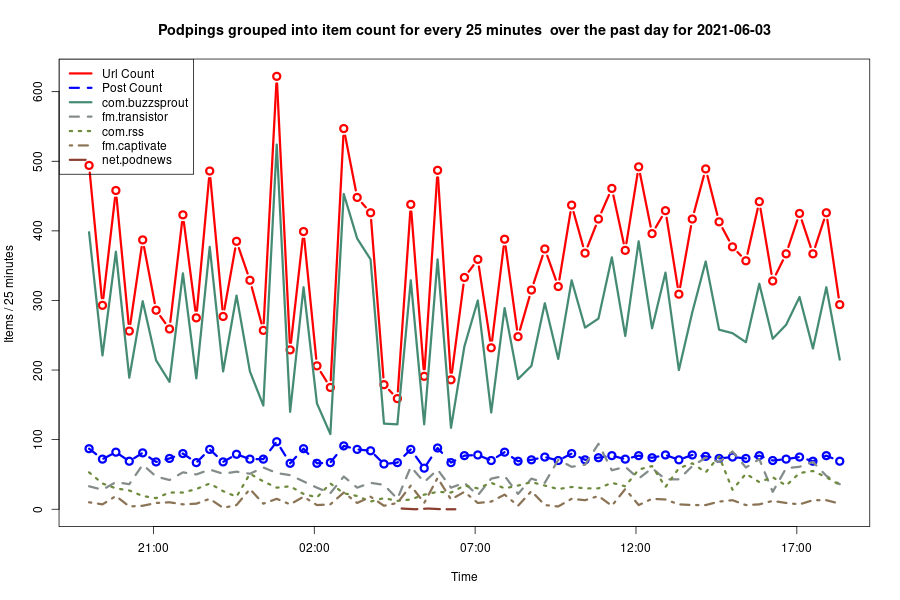 Podpings grouped into item count for every 25 minutes  over the past day for 2021-06-03
Url Count
Post Count
com.buzzsprout
fm.transistor
com.rss
fm.captivate
net.podnews
Items / 25 minutes
600
500
400
300
200
100
0
21:00
02:00
07:00
12:00
17:00
Time